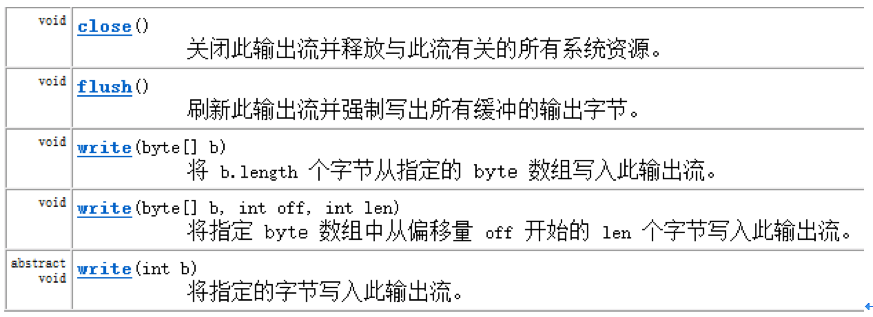 void close()
关闭此输出流并释放与此流有关的所有系统资源。
void flush()
刷新此输出流并强制写出所有缓冲的输出字节。
void write(byte[] b)
将 b.length 个字节从指定的 byte 数组写入此输出流。
void write(byte[] b, int off, int len)
将指定 byte 数组中从偏移量 off 开始的 len 个字节写入此输出流。
abstract
void write(int b)
将指定的字节写入此输出流。